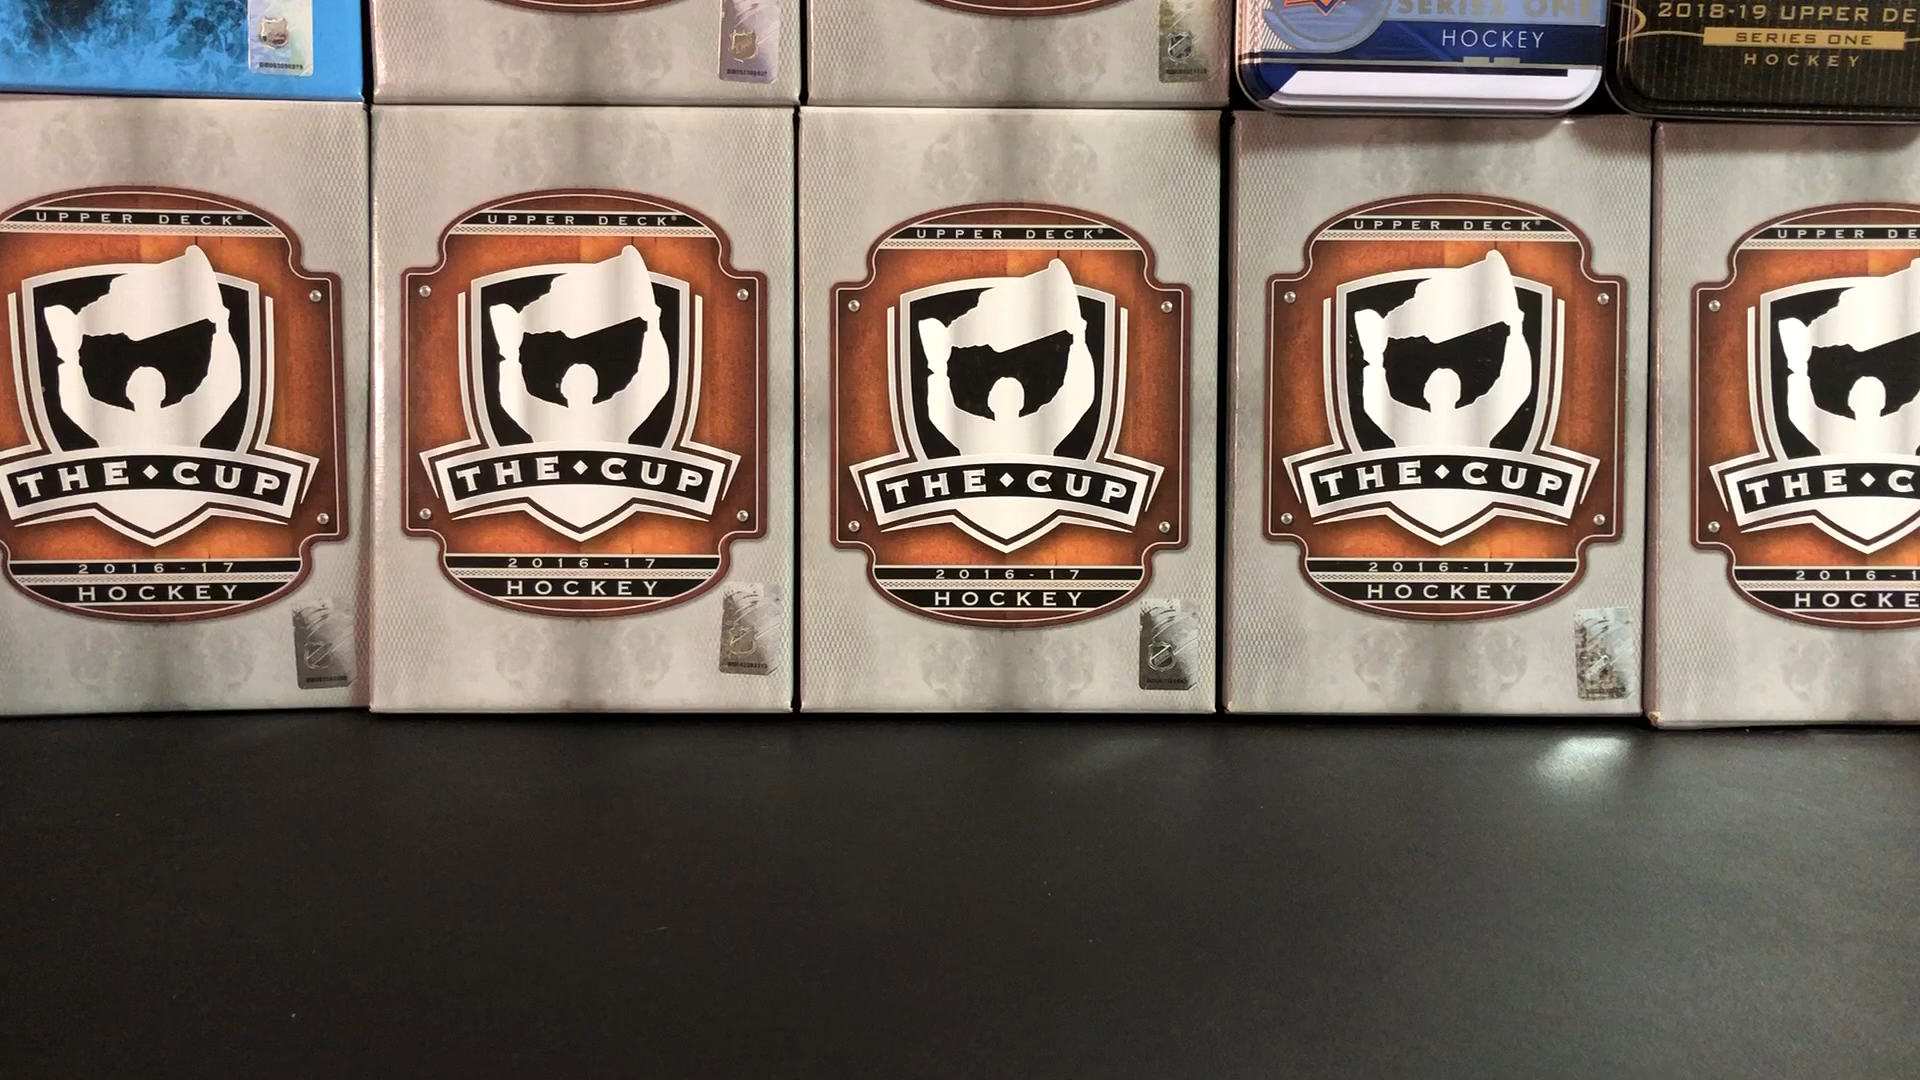 SERIES ONE
HOCKEY
2018-19 UPPER DE
SERIES ONE
HOCKEY
UPPER DECK®
THE CUP
2016-17
HOCKEY
UPPER DECK®
THE CUP
2016-17
HOCKEY
UPPER DECK®
THE CUP
2016-17
HOCKEY
UPPER DECK®
THE CUP
2016-17
HOCKEY
UPPER DE
THE C
2016-1
HOCKE